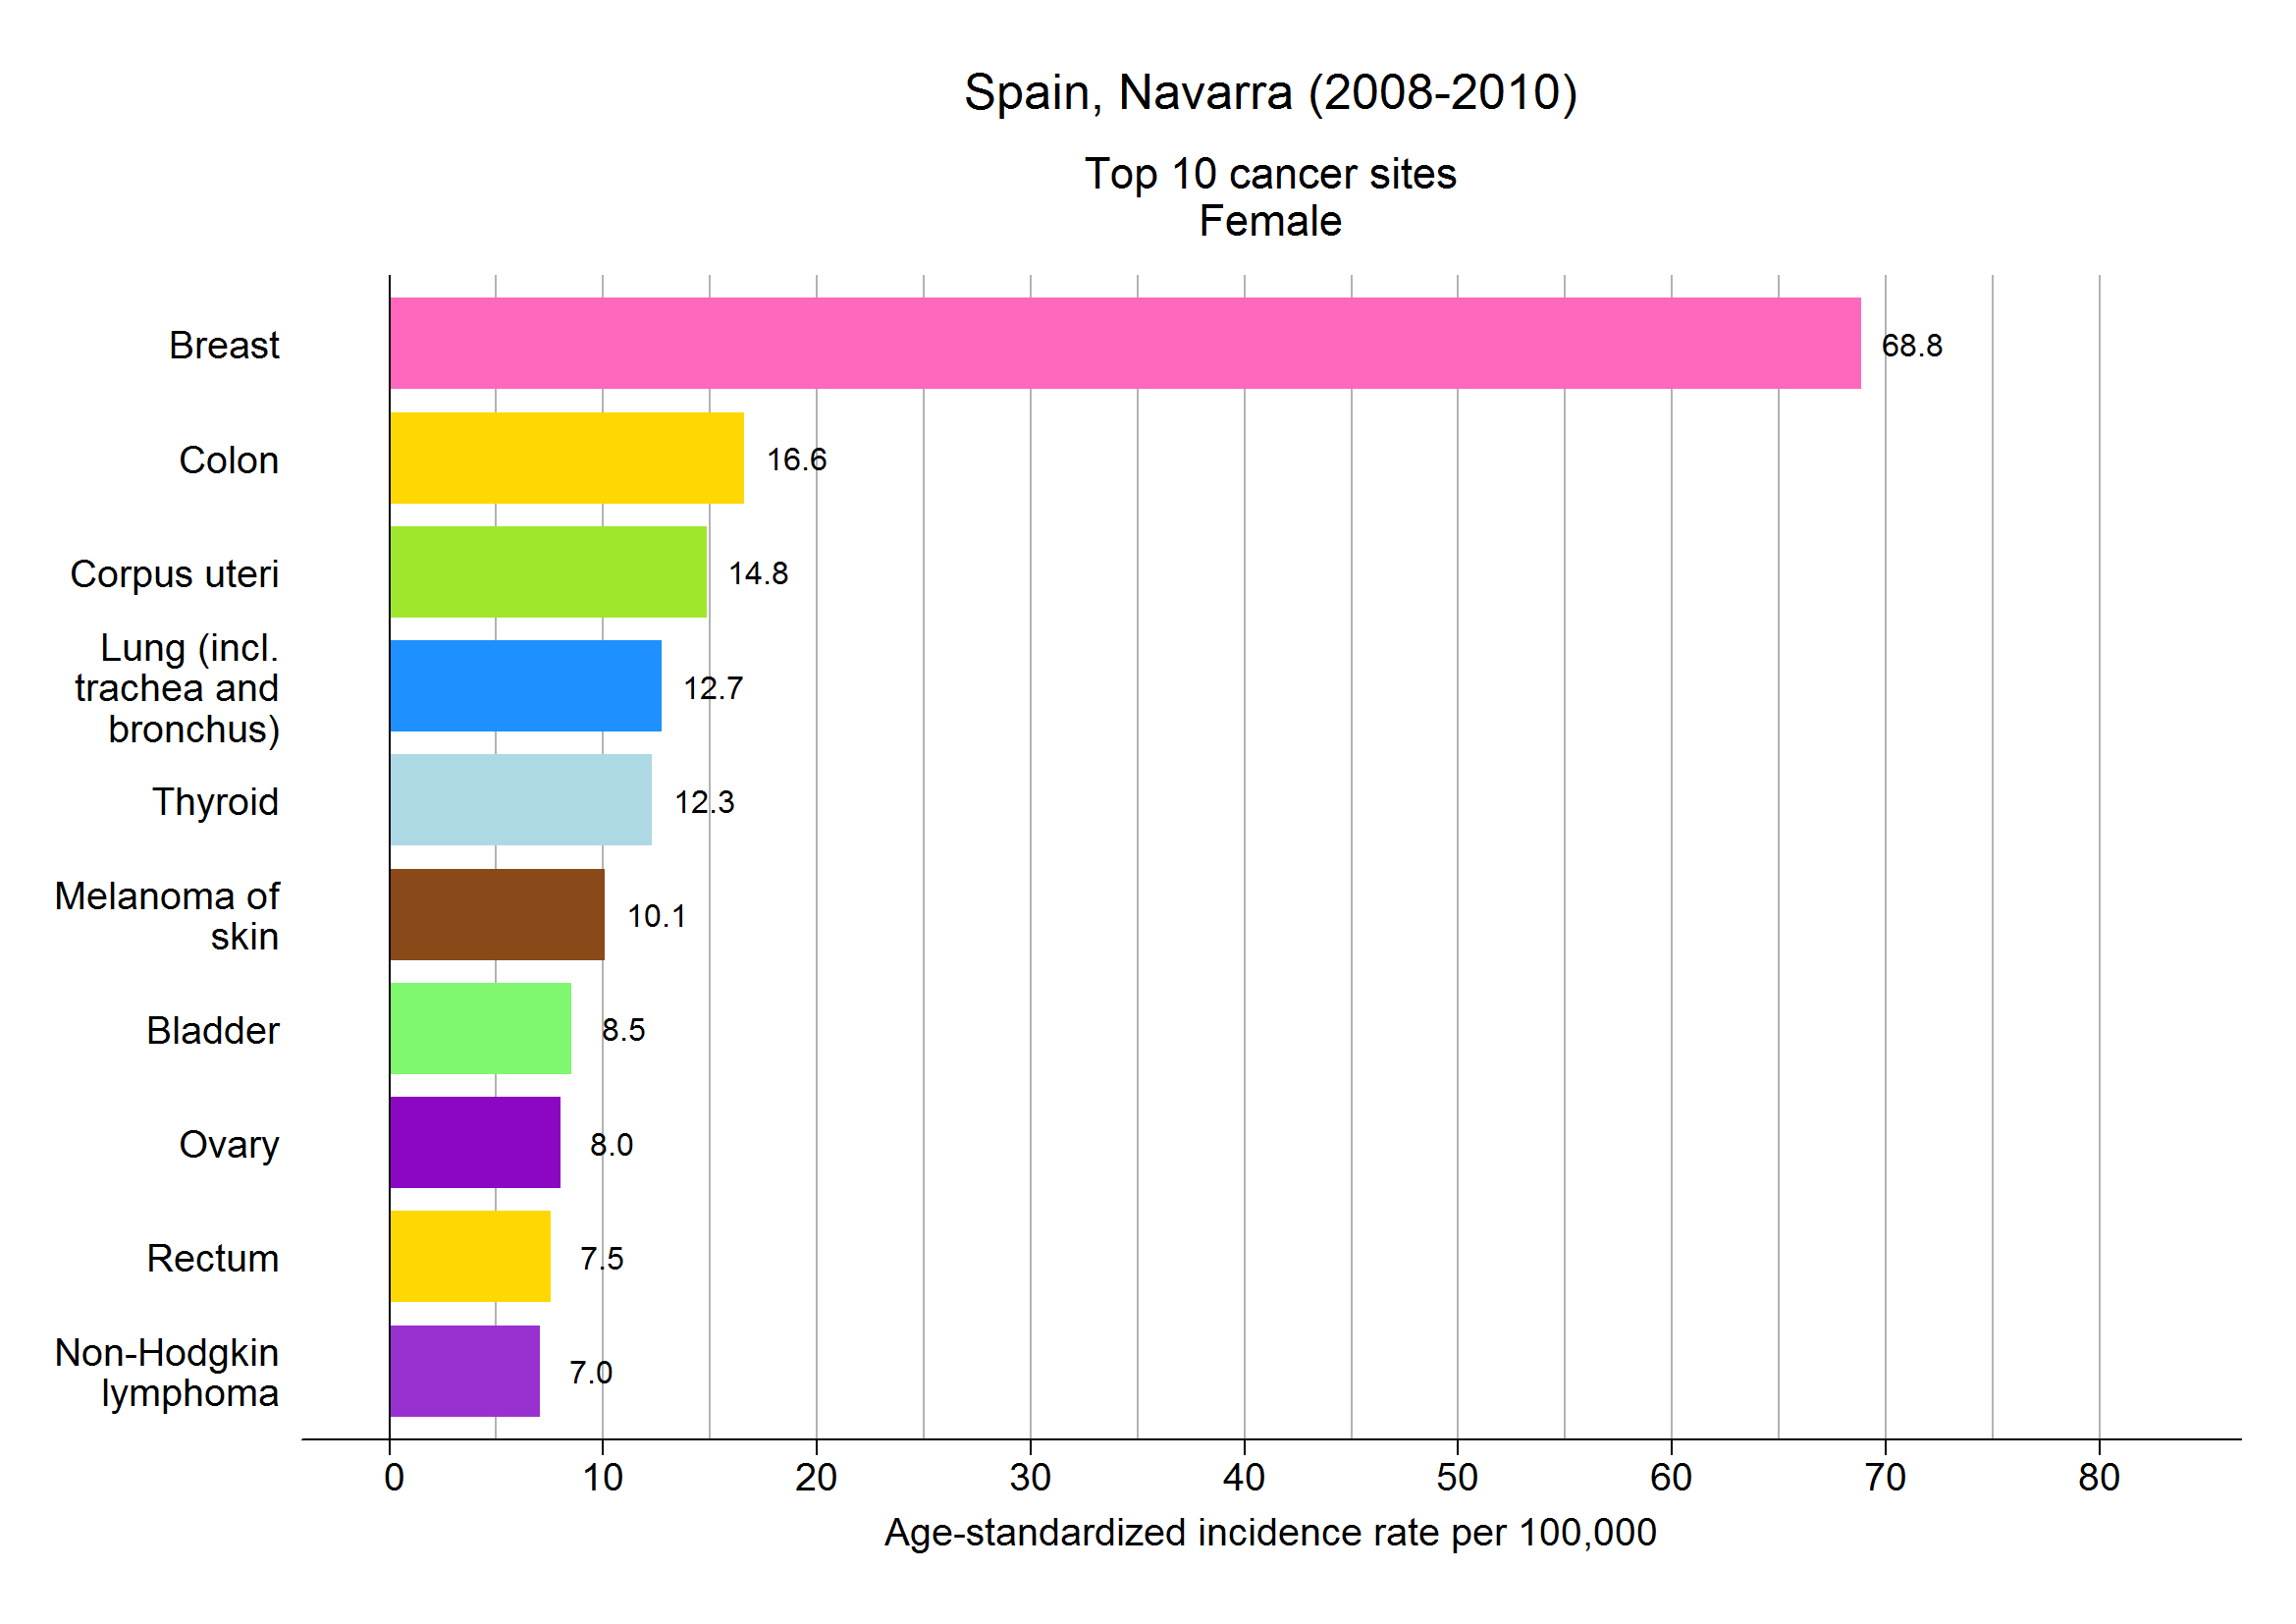 Spain, Navarra (2008-2010)
Top 10 cancer sites
Female
Breast
68.8
Colon
16.6
Corpus uteri
14.8
Lung (incl.
trachea and
bronchus)
12.7
Thyroid
12.3
Melanoma of
skin
10.1
Bladder
8.5
Ovary
8.0
Rectum
7.5
Non-Hodgkin
lymphoma
7.0
0 10 20 30 40 50 60 70 80
Age-standardized incidence rate per 100,000